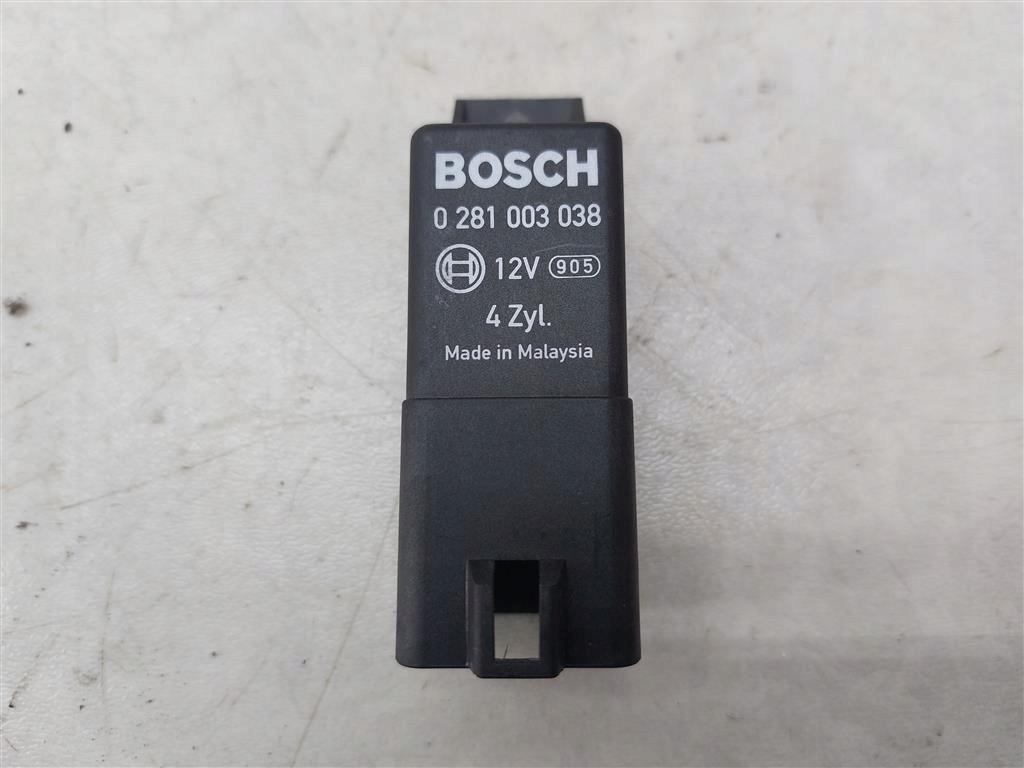 BOSCH
0 281 003 038
12V 905
4 Zyl.
Made in Malaysia